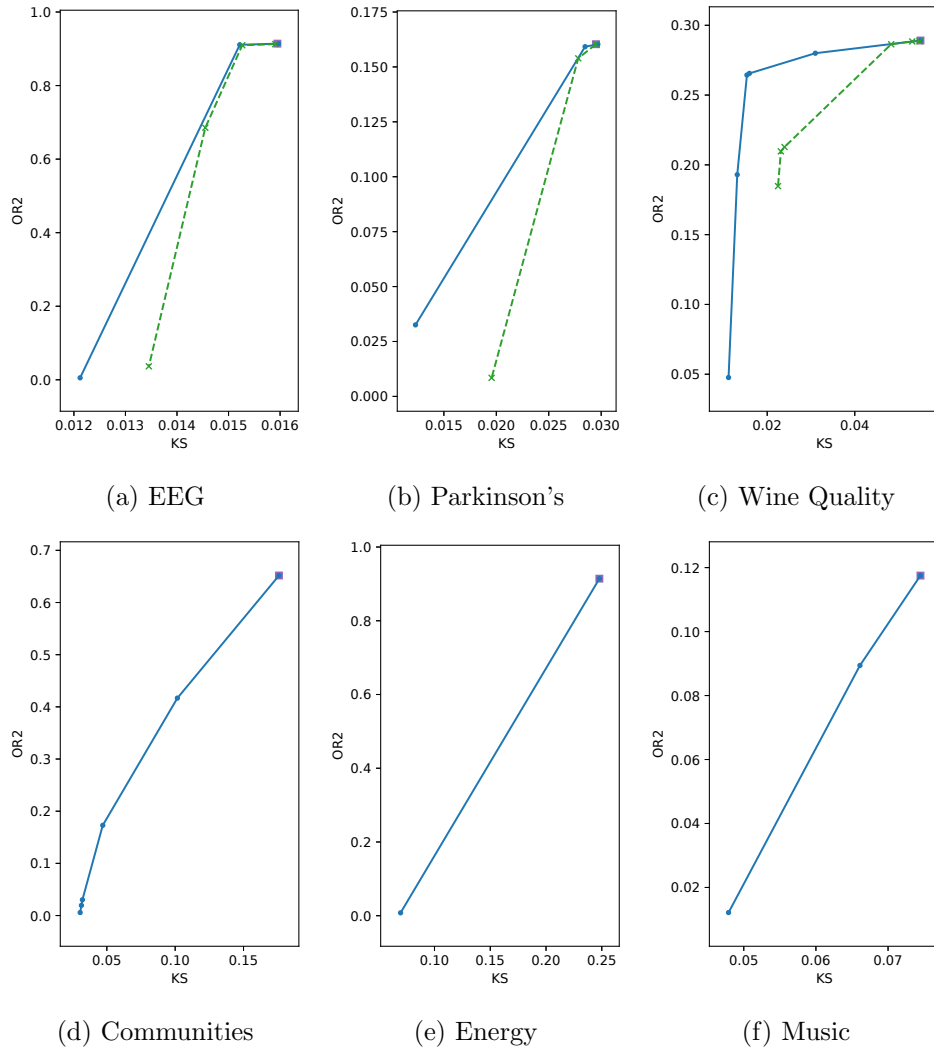 1.0
0.8
0.6
0.4
0.2
0.0
OR2
0.012 0.013 0.014 0.015 0.016
KS
(a) EEG
0.175
0.150
0.125
0.100
0.075
0.050
0.025
0.000
OR2
0.015 0.020 0.025 0.030
KS
(b) Parkinson's
0.30
0.25
0.20
0.15
0.10
0.05
OR2
0.02 0.04
KS
(c) Wine Quality
0.7
0.6
0.5
0.4
0.3
0.2
0.1
0.0
OR2
0.05 0.10 0.15
KS
(d) Communities
1.0
0.8
0.6
0.4
0.2
0.0
OR2
0.10 0.15 0.20 0.25
KS
(e) Energy
0.12
0.10
0.08
0.06
0.04
0.02
OR2
0.05 0.06 0.07
KS
(f) Music